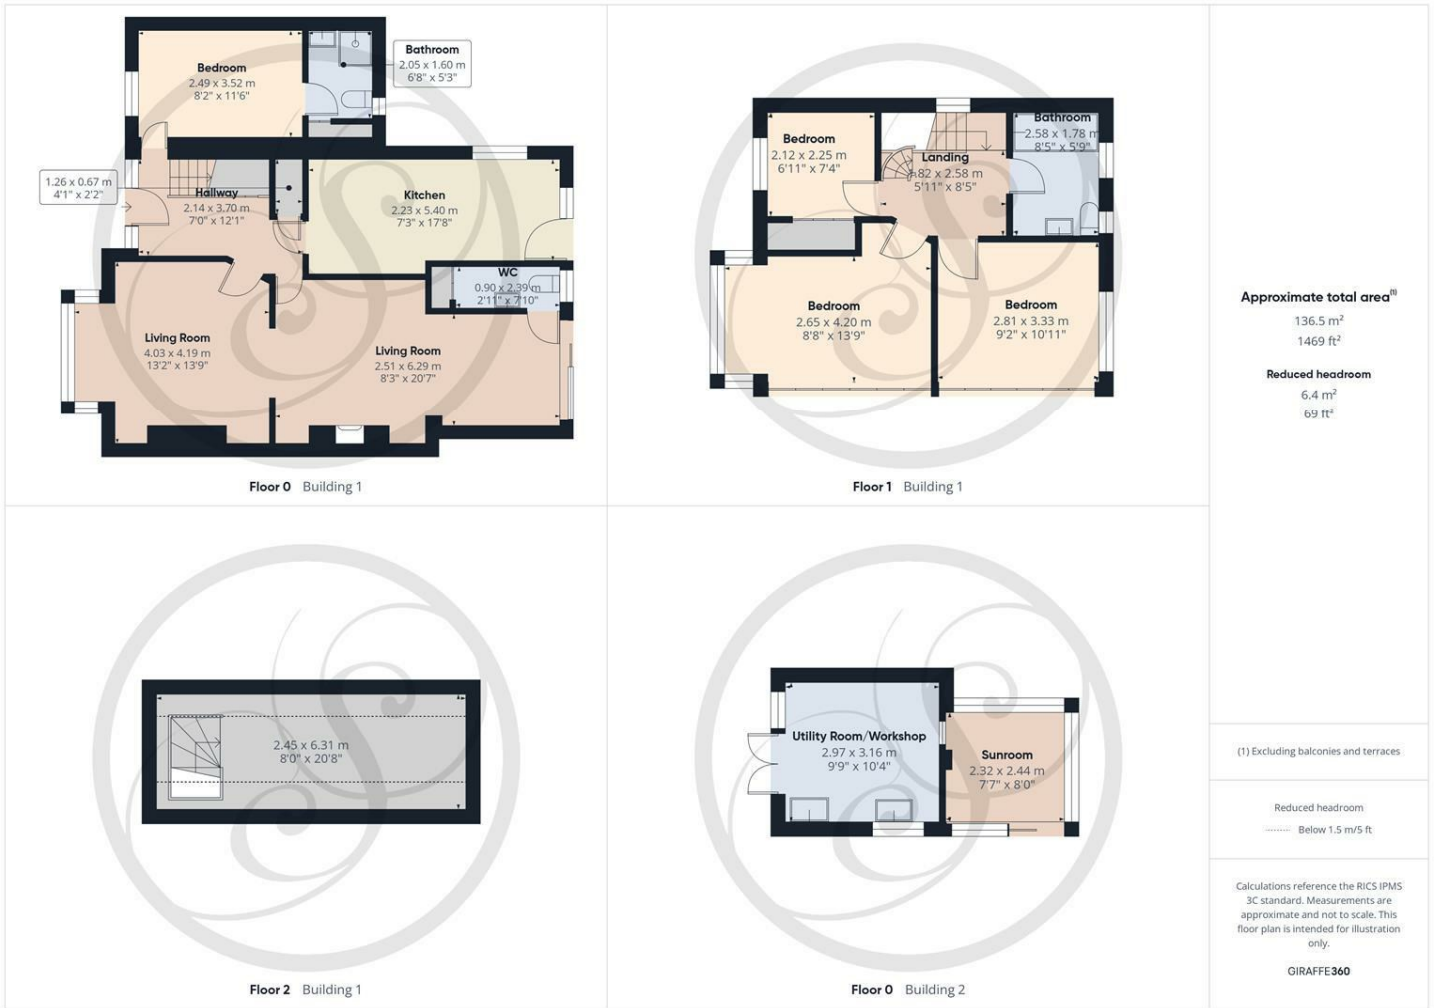 Bedroom
2.49 x 3.52 m
8'2" x 11'6"
Bathroom
2.05 x 1.60 m
6'8" x 5'3"
1.26 x 0.67 m
4'1" x 2'2"
Hallway
2.14 x 3.70 m
7'0" x 12'1"
Kitchen
2.23 x 5.40 m
7'3" x 17'8"
WC
0.90 x 2.39 m
2'11" x 7'10"
Living Room
4.03 x 4.19 m
13'2" x 13'9"
Living Room
2.51 x 6.29 m
8'3" x 20'7"
Floor 0 Building 1
Bedroom
2.12 x 2.25 m
6'11" x 7'4"
Landing
1.82 x 2.58 m
5'11" x 8'5"
Bathroom
2.58 x 1.78 m
8'5" x 5'9"
Bedroom
2.65 x 4.20 m
8'8" x 13'9"
Bedroom
2.81 x 3.33 m
9'2" x 10'11"
Floor 1 Building 1
2.45 x 6.31 m
8'0" x 20'8"
Floor 2 Building 1
Utility Room/Workshop
2.97 x 3.16 m
9'9" x 10'4"
Sunroom
2.32 x 2.44 m
7'7" x 8'0"
Floor 0 Building 2
Approximate total area(1)
136.5 m²
1469 ft²
Reduced headroom
6.4 m²
69 ft²
(1) Excluding balconies and terraces
Reduced headroom
Below 1.5 m/5 ft
Calculations reference the RICS IPMS
3C standard. Measurements are
approximate and not to scale. This
floor plan is intended for illustration
only.
GIRAFFE360